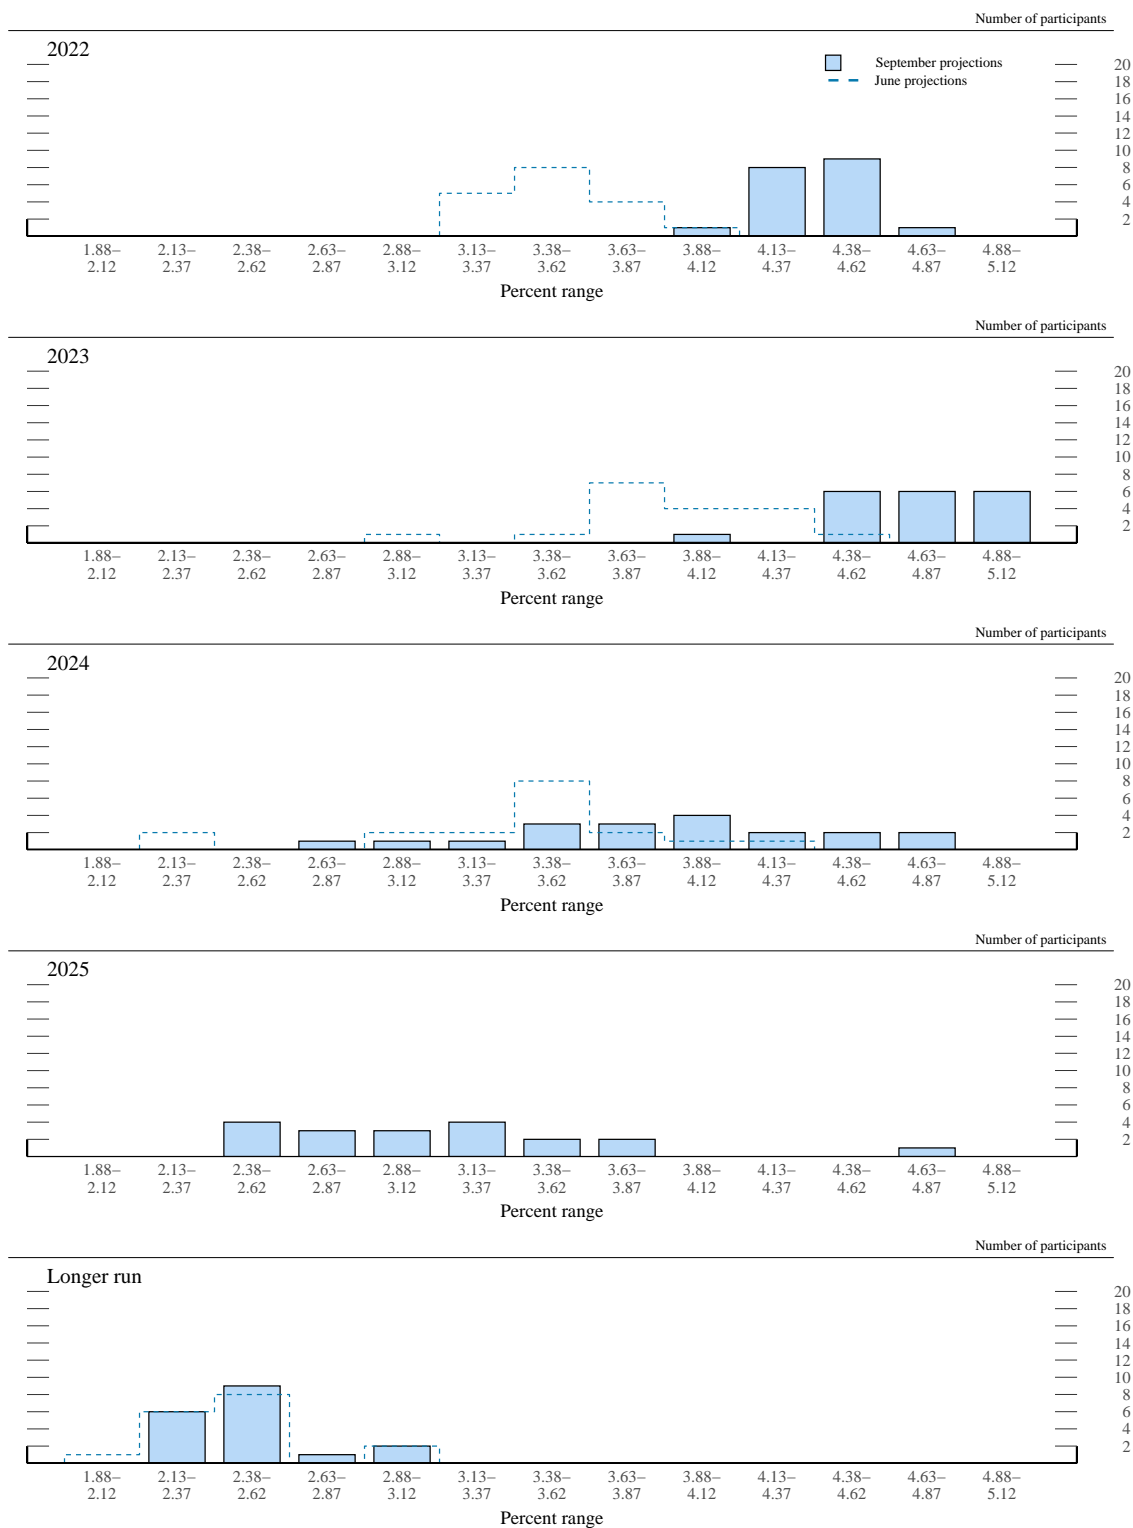 Number of participants
2022
September projections
June projections
20
18
16
14
12
10
8
6
4
2
1.88– 2.13– 2.38– 2.63– 2.88– 3.13– 3.38– 3.63– 3.88– 4.13– 4.38– 4.63– 4.88–
2.12 2.37 2.62 2.87 3.12 3.37 3.62 3.87 4.12 4.37 4.62 4.87 5.12
Percent range
Number of participants
2023
20
18
16
14
12
10
8
6
4
2
1.88– 2.13– 2.38– 2.63– 2.88– 3.13– 3.38– 3.63– 3.88– 4.13– 4.38– 4.63– 4.88–
2.12 2.37 2.62 2.87 3.12 3.37 3.62 3.87 4.12 4.37 4.62 4.87 5.12
Percent range
Number of participants
2024
20
18
16
14
12
10
8
6
4
2
1.88– 2.13– 2.38– 2.63– 2.88– 3.13– 3.38– 3.63– 3.88– 4.13– 4.38– 4.63– 4.88–
2.12 2.37 2.62 2.87 3.12 3.37 3.62 3.87 4.12 4.37 4.62 4.87 5.12
Percent range
Number of participants
2025
20
18
16
14
12
10
8
6
4
2
1.88– 2.13– 2.38– 2.63– 2.88– 3.13– 3.38– 3.63– 3.88– 4.13– 4.38– 4.63– 4.88–
2.12 2.37 2.62 2.87 3.12 3.37 3.62 3.87 4.12 4.37 4.62 4.87 5.12
Percent range
Number of participants
Longer run
20
18
16
14
12
10
8
6
4
2
1.88– 2.13– 2.38– 2.63– 2.88– 3.13– 3.38– 3.63– 3.88– 4.13– 4.38– 4.63– 4.88–
2.12 2.37 2.62 2.87 3.12 3.37 3.62 3.87 4.12 4.37 4.62 4.87 5.12
Percent range